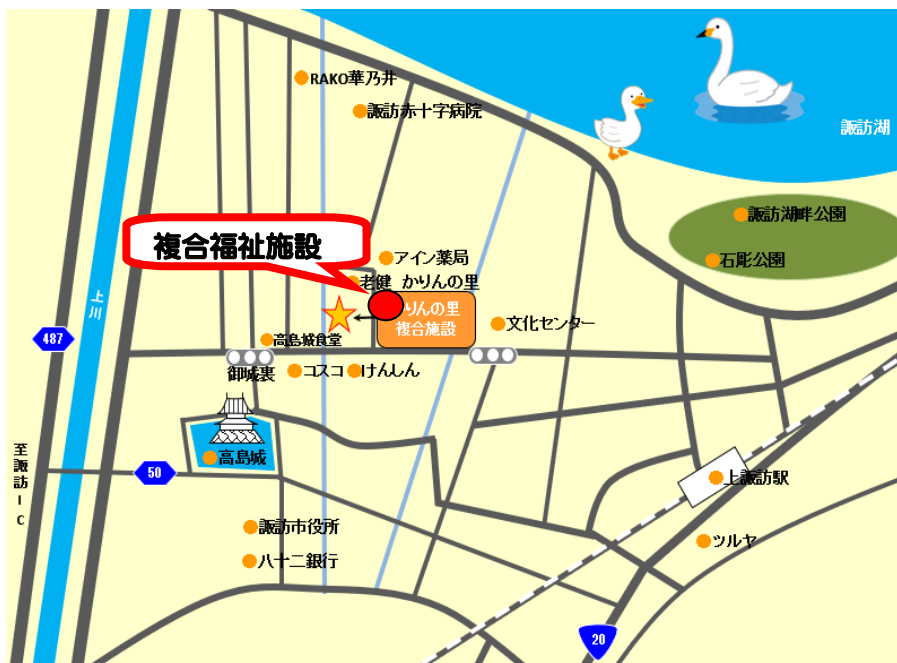 RAKO華乃井
諏訪赤十字病院
諏訪湖
諏訪湖畔公園
複合福祉施設
アイン薬局
石彫公園
老健 かりんの里
上川
りんの里
複合施設
文化センター
487
高島城食堂
御城裏
コスコ
けんしん
至諏訪IC
高島城
50
上諏訪駅
諏訪市役所
ツルヤ
八十二銀行
20